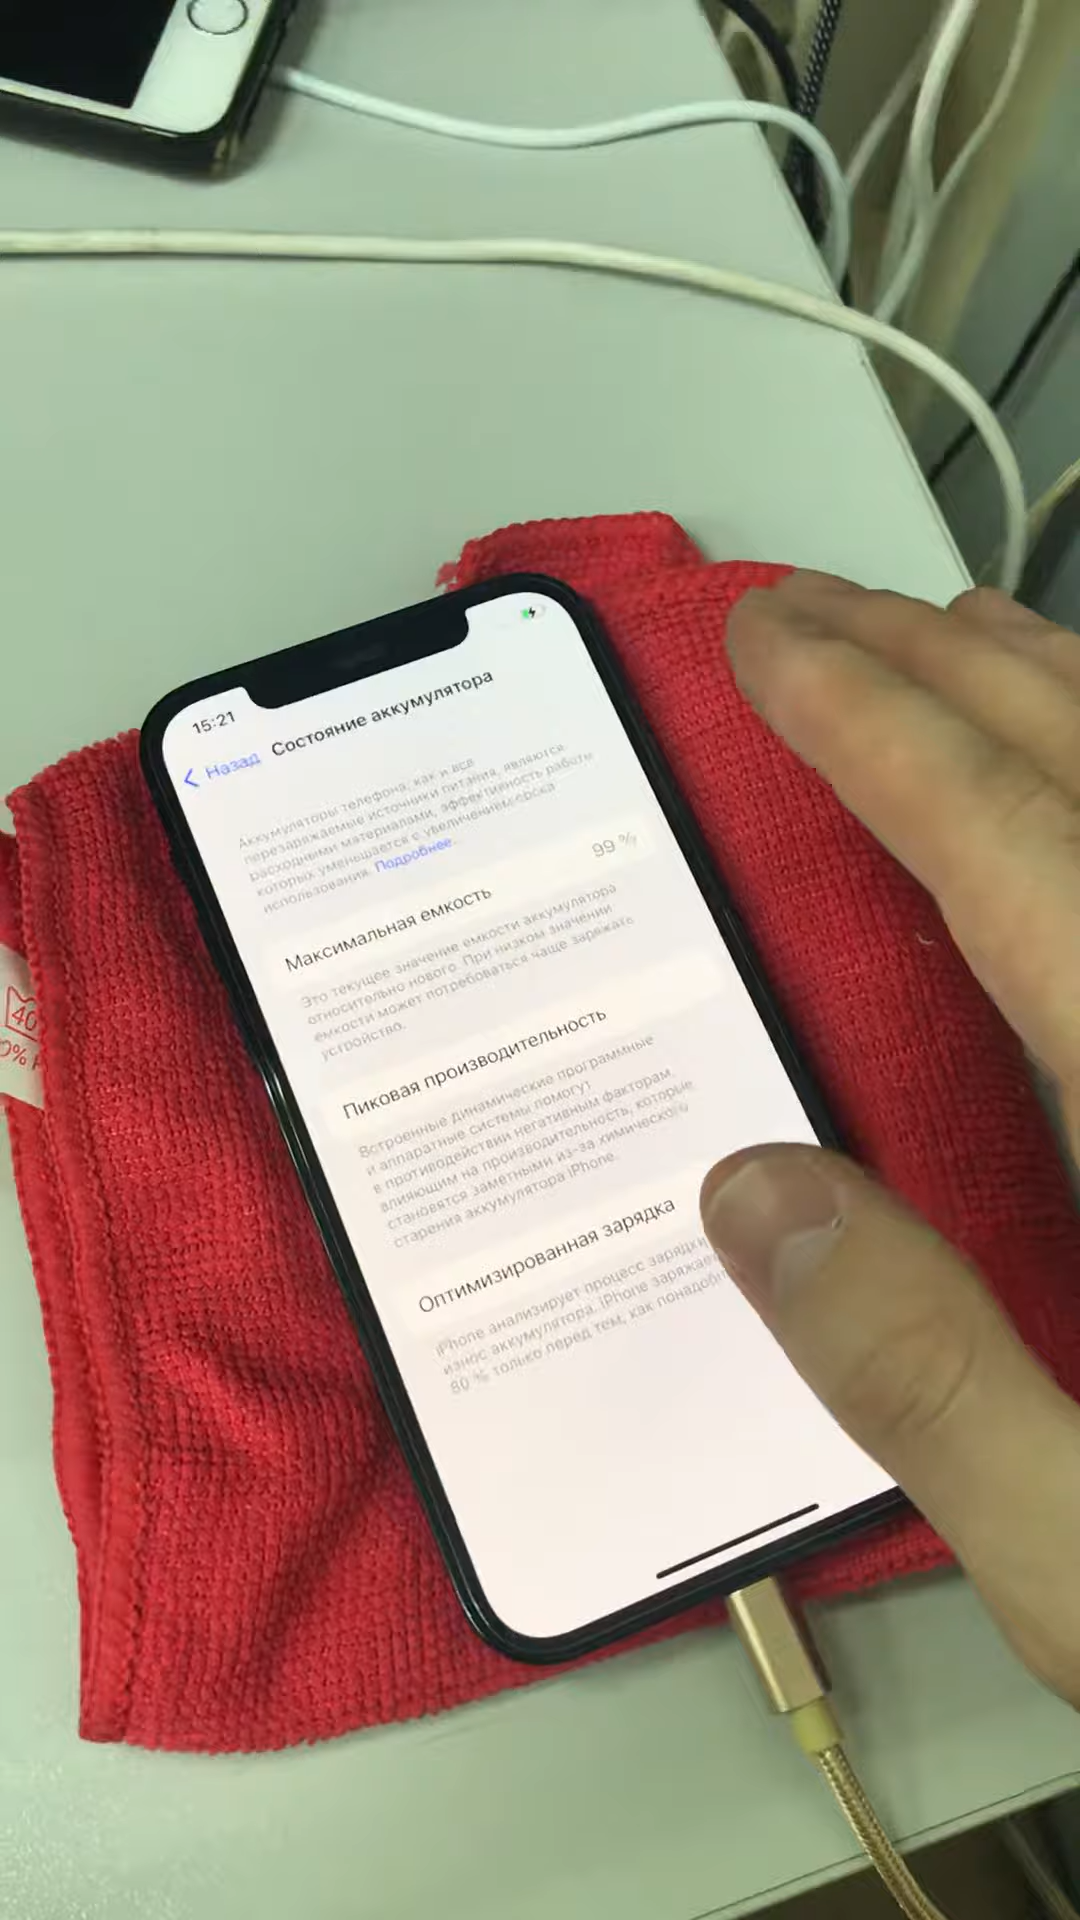 15:21
Назад
Состояние аккумулятора
Аккумуляторы телефона, как и все
перезаряжаемые источники питания, являются
расходными материалами, эффективность работы
которых уменьшается с увеличением срока
использования. Подробнее.
Максимальная емкость
99 %
Это текущее значение емкости аккумулятора
относительно нового. При низком значении
емкости может потребоваться чаще заряжать
устройство.
Пиковая производительность
Встроенные динамические программные
и аппаратные системы помогут
в противодействии негативным факторам,
влияющим на производительность, которые
становятся заметными из-за химического
старения аккумулятора iPhone.
Оптимизированная зарядка
iPhone анализирует процесс зарядки,
износ аккумулятора. iPhone заряжае
80 % только перед тем, как понадоби
40
0%